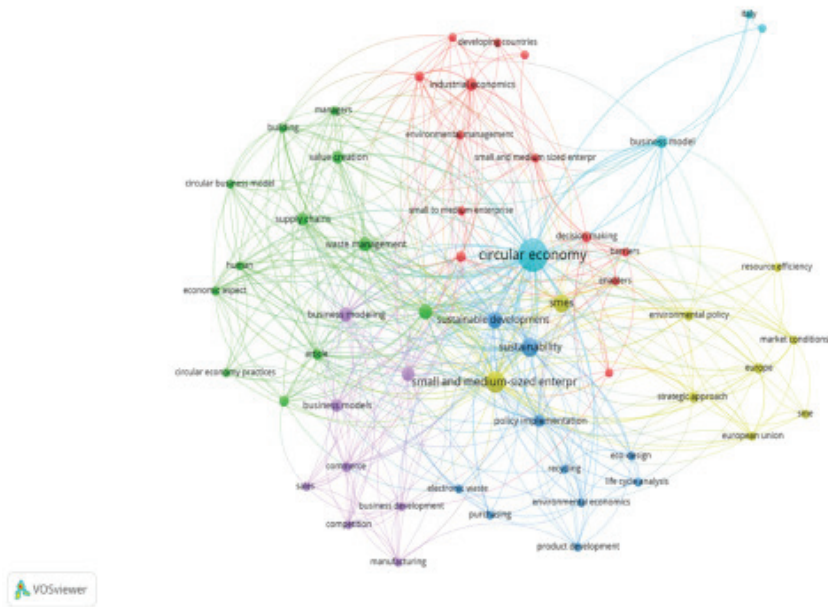 italy
developing countries
industrial economics
managers
building
environmental management
business model
value creation
small and medium sized enterpr
circular business model
small to medium enterprise
supply chains
decision making
waste management
barriers
circular economy
human
resource efficiency
enablers
economic aspect
smes
business modeling
sustainable development
environmental policy
market conditions
sustainability
article
europe
circular economy practices
small and medium-sized enterpr
strategic approach
business models
sme
policy implementation
european union
eco-design
commerce
recycling
life cycle analysis
sales
electronic waste
environmental economics
business development
purchasing
competition
product development
manufacturing
VOSviewer